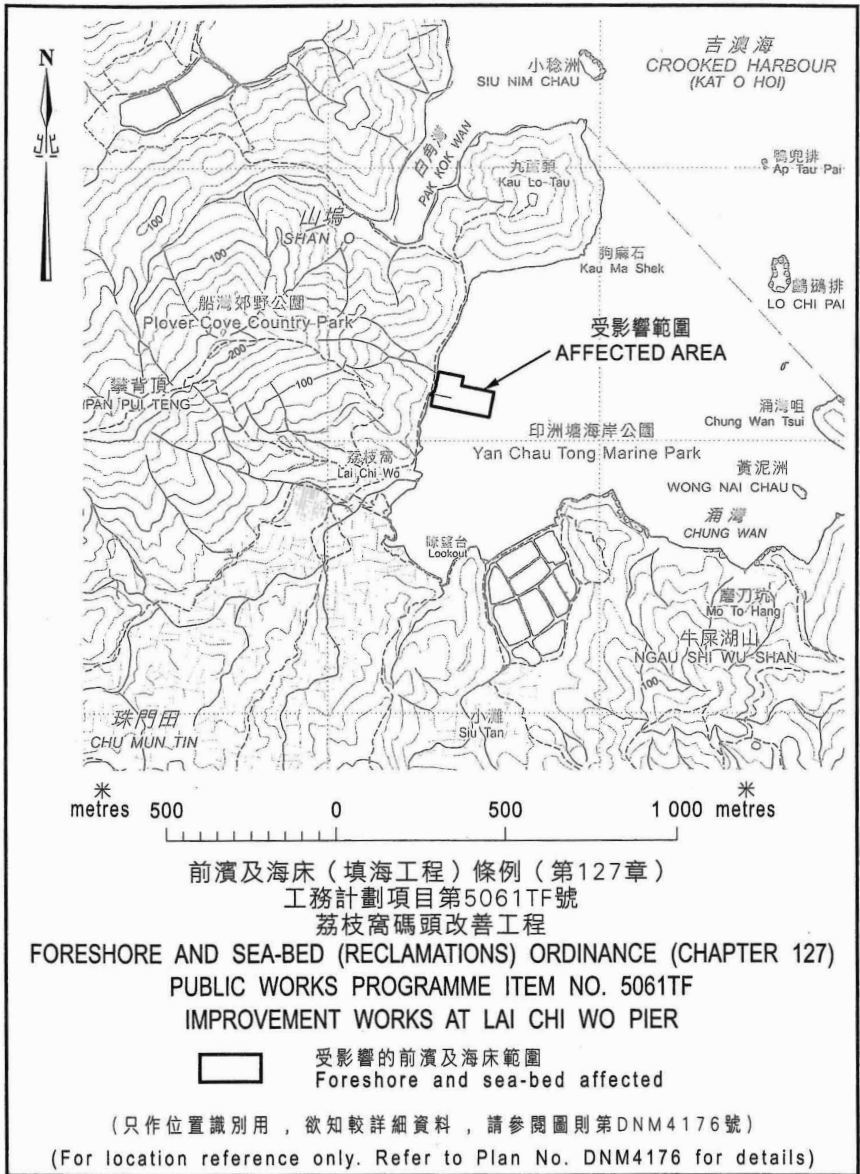 吉澳海
CROOKED HARBOUR
(KAT O HOI)
小稔洲
SIU NIM CHAU
N
北
白角灣
PAK KOK WAN
九蘆頭
Kau Lo Tau
鴨兜排
Ap Tau Pai
100
山塢
SHAN O
狗麻石
Kau Ma Shek
100
鸕鶿排
LO CHI PAI
船灣郊野公園
Plover Cove Country Park
受影響範圍
AFFECTED AREA
200
100
攀背頂
PAN PUI TENG
涌灣咀
Chung Wan Tsui
印洲塘海岸公園
Yan Chau Tong Marine Park
荔枝窩
Lai Chi Wo
黃泥洲
WONG NAI CHAU
涌灣
CHUNG WAN
瞭望台
Lookout
磨刀坑
Mo To Hang
牛屎湖山
NGAU SHI WU SHAN
100
珠門田
CHU MUN TIN
小灘
Siu Tan
米
metres 500 0 500 1 000 metres
米
前濱及海床(填海工程)條例(第127章)
工務計劃項目第5061TF號
荔枝窩碼頭改善工程
FORESHORE AND SEA-BED (RECLAMATIONS) ORDINANCE (CHAPTER 127)
PUBLIC WORKS PROGRAMME ITEM NO. 5061TF
IMPROVEMENT WORKS AT LAI CHI WO PIER
受影響的前濱及海床範圍
Foreshore and sea-bed affected
(只作位置識別用,欲知較詳細資料,請參閱圖則第DNM4176號)
(For location reference only. Refer to Plan No. DNM4176 for details)